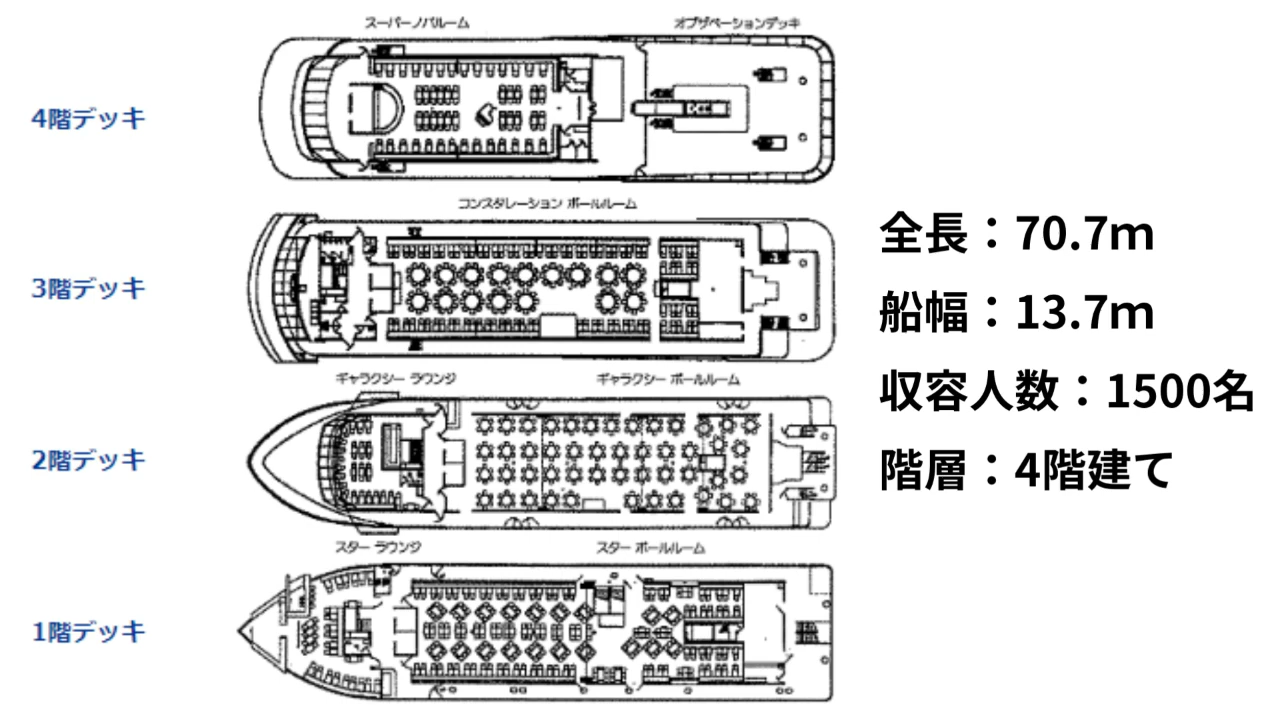 スーパーノバルーム
オブザベーションデッキ
4階デッキ
コンスタレーション ボールルーム
3階デッキ
ギャラクシー ラウンジ
ギャラクシー ボールルーム
2階デッキ
スター ラウンジ
スター ボールルーム
1階デッキ
全長：70.7m
船幅：13.7m
収容人数：1500名
階層：4階建て